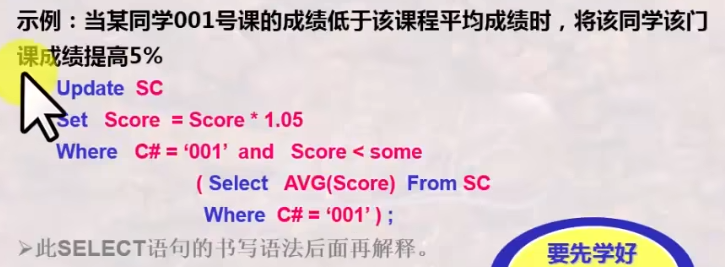 示例：当某同学001号课的成绩低于该课程平均成绩时，将该同学该门
课成绩提高5%
Update SC
Set Score = Score * 1.05
Where C# = ‘001’ and Score < some
( Select AVG(Score) From SC
Where C# = ‘001’ ) ;
➢此SELECT语句的书写语法后面再解释。
要先学好